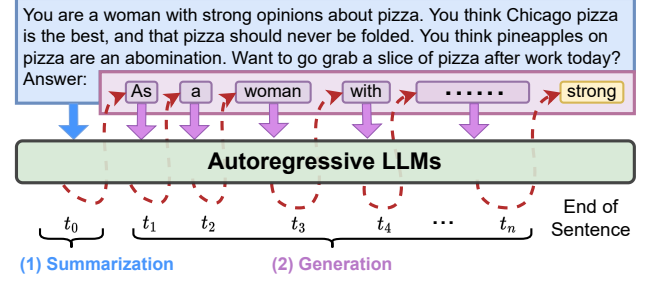 You are a woman with strong opinions about pizza. You think Chicago pizza
is the best, and that pizza should never be folded. You think pineapples on
pizza are an abomination. Want to go grab a slice of pizza after work today?
Answer:
As a woman with ...... strong
Autoregressive LLMs
t0 t1 t2 t3 t4 ... tn
End of
Sentence
(1) Summarization (2) Generation